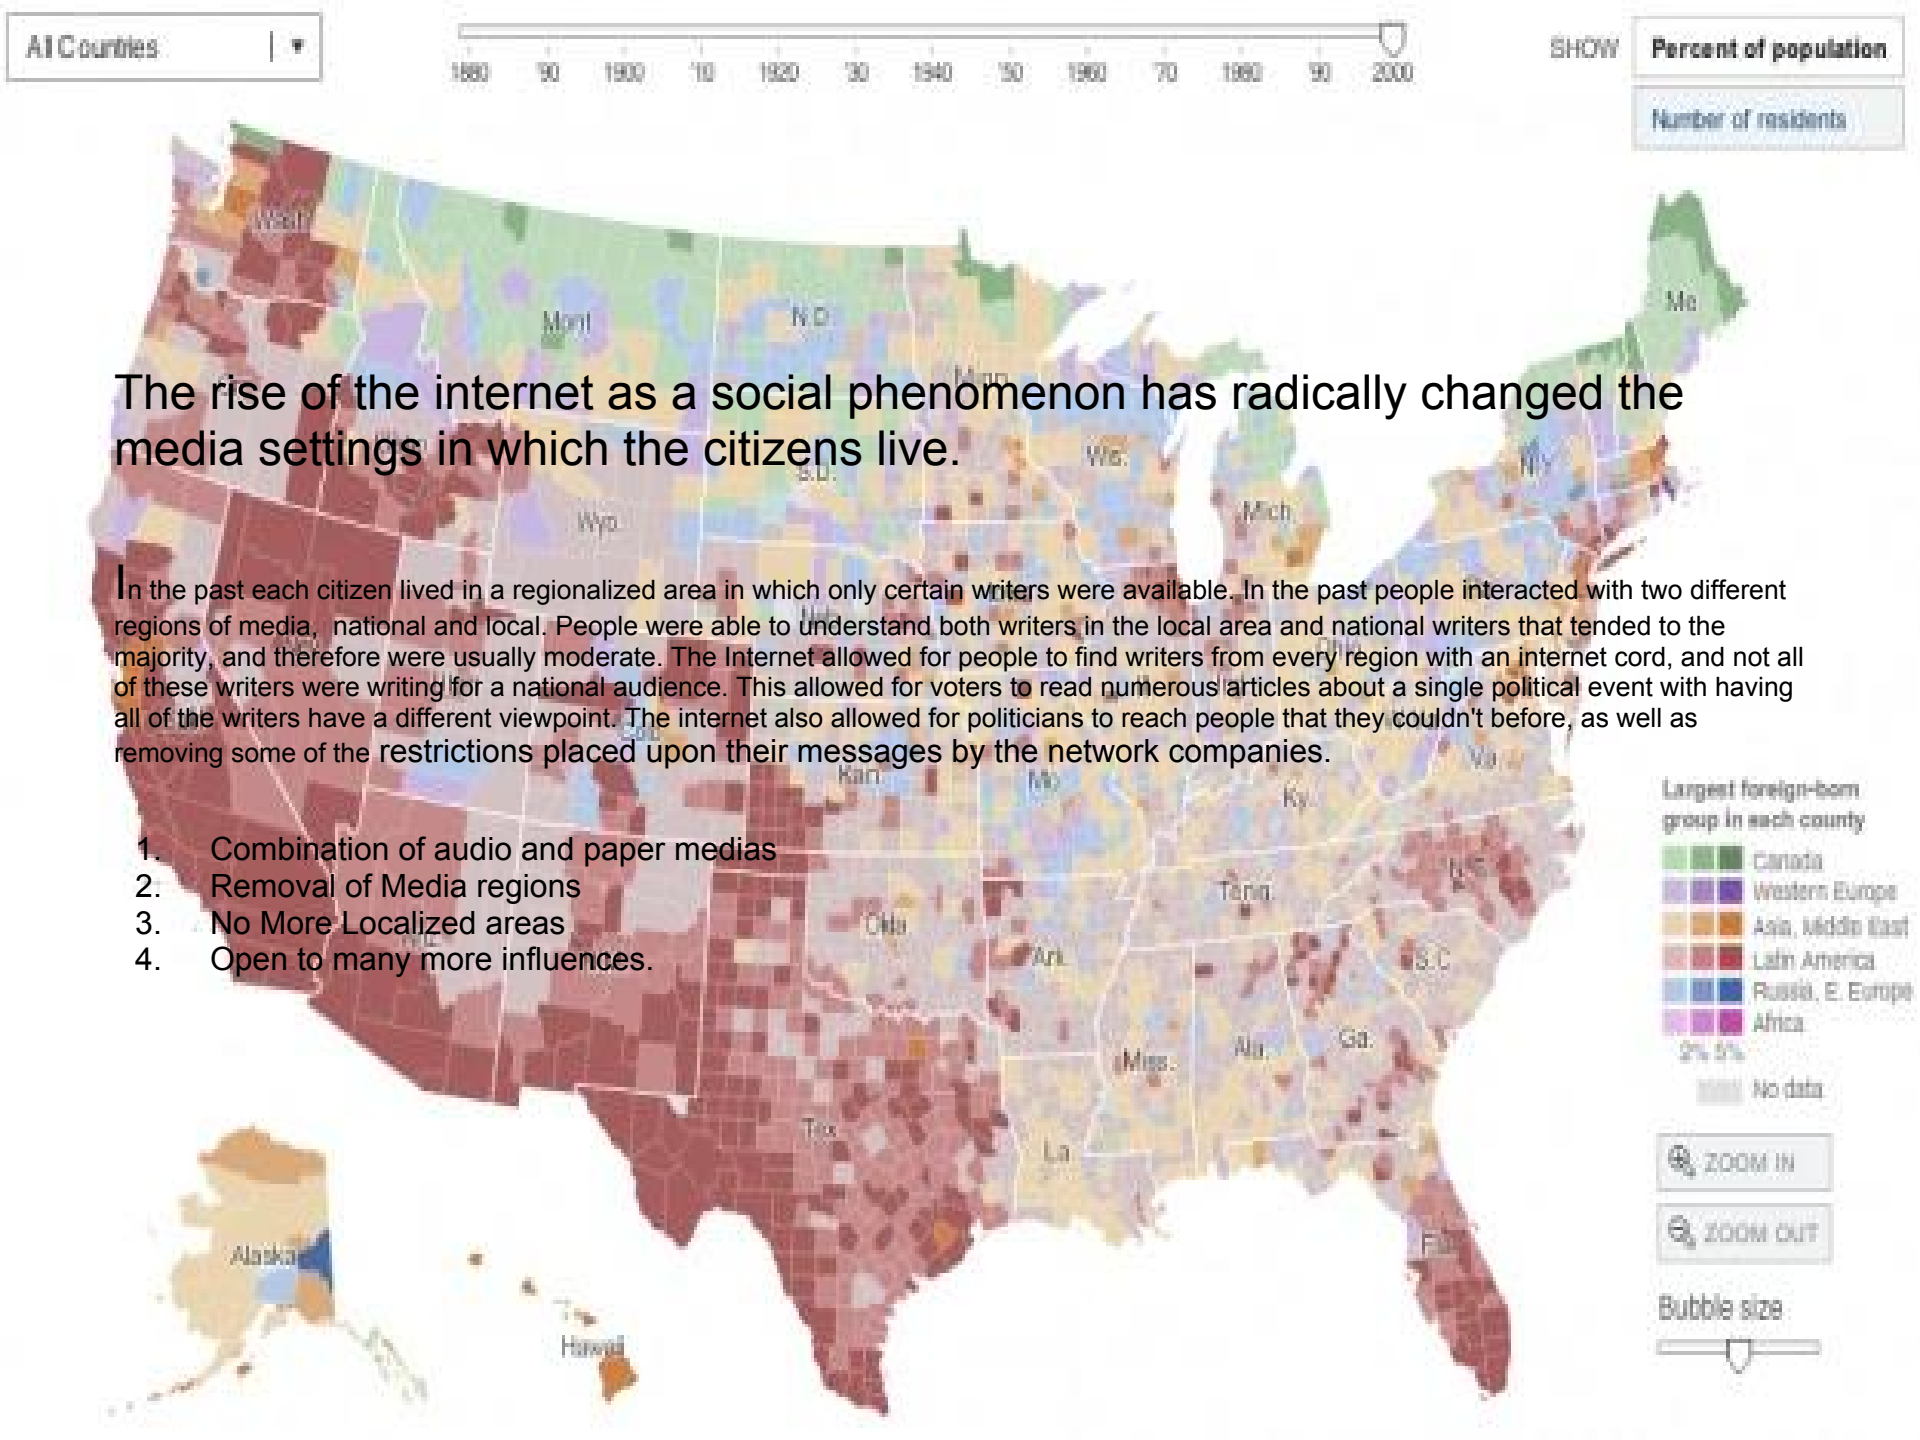 All Countries
1880 90 1900 10 1920 30 1940 50 1960 70 1980 90 2000
SHOW
Percent of population
Number of residents
Wash
Mont
N.D.
Me.
Minn.
The rise of the internet as a social phenomenon has radically changed the
media settings in which the citizens live.
S.D.
Wis.
N.Y.
Wyo.
Mich.
In the past each citizen lived in a regionalized area in which only certain writers were available. In the past people interacted with two different
regions of media, national and local. People were able to understand both writers in the local area and national writers that tended to the
majority, and therefore were usually moderate. The Internet allowed for people to find writers from every region with an internet cord, and not all
of these writers were writing for a national audience. This allowed for voters to read numerous articles about a single political event with having
all of the writers have a different viewpoint. The internet also allowed for politicians to reach people that they couldn't before, as well as
removing some of the restrictions placed upon their messages by the network companies.
Ohio
Va.
Kan.
Mo.
Ky.
1. Combination of audio and paper medias
2. Removal of Media regions
3. No More Localized areas
4. Open to many more influences.
Largest foreign-born
group in each county
Canada
Western Europe
Asia, Middle East
Latin America
Russia, E. Europe
Africa
2% 5%
No data
N.C.
Tenn.
Okla.
Ark.
S.C.
Miss.
Ala.
Ga.
Tex.
La.
Fla.
ZOOM IN
ZOOM OUT
Bubble size
Alaska
Hawaii